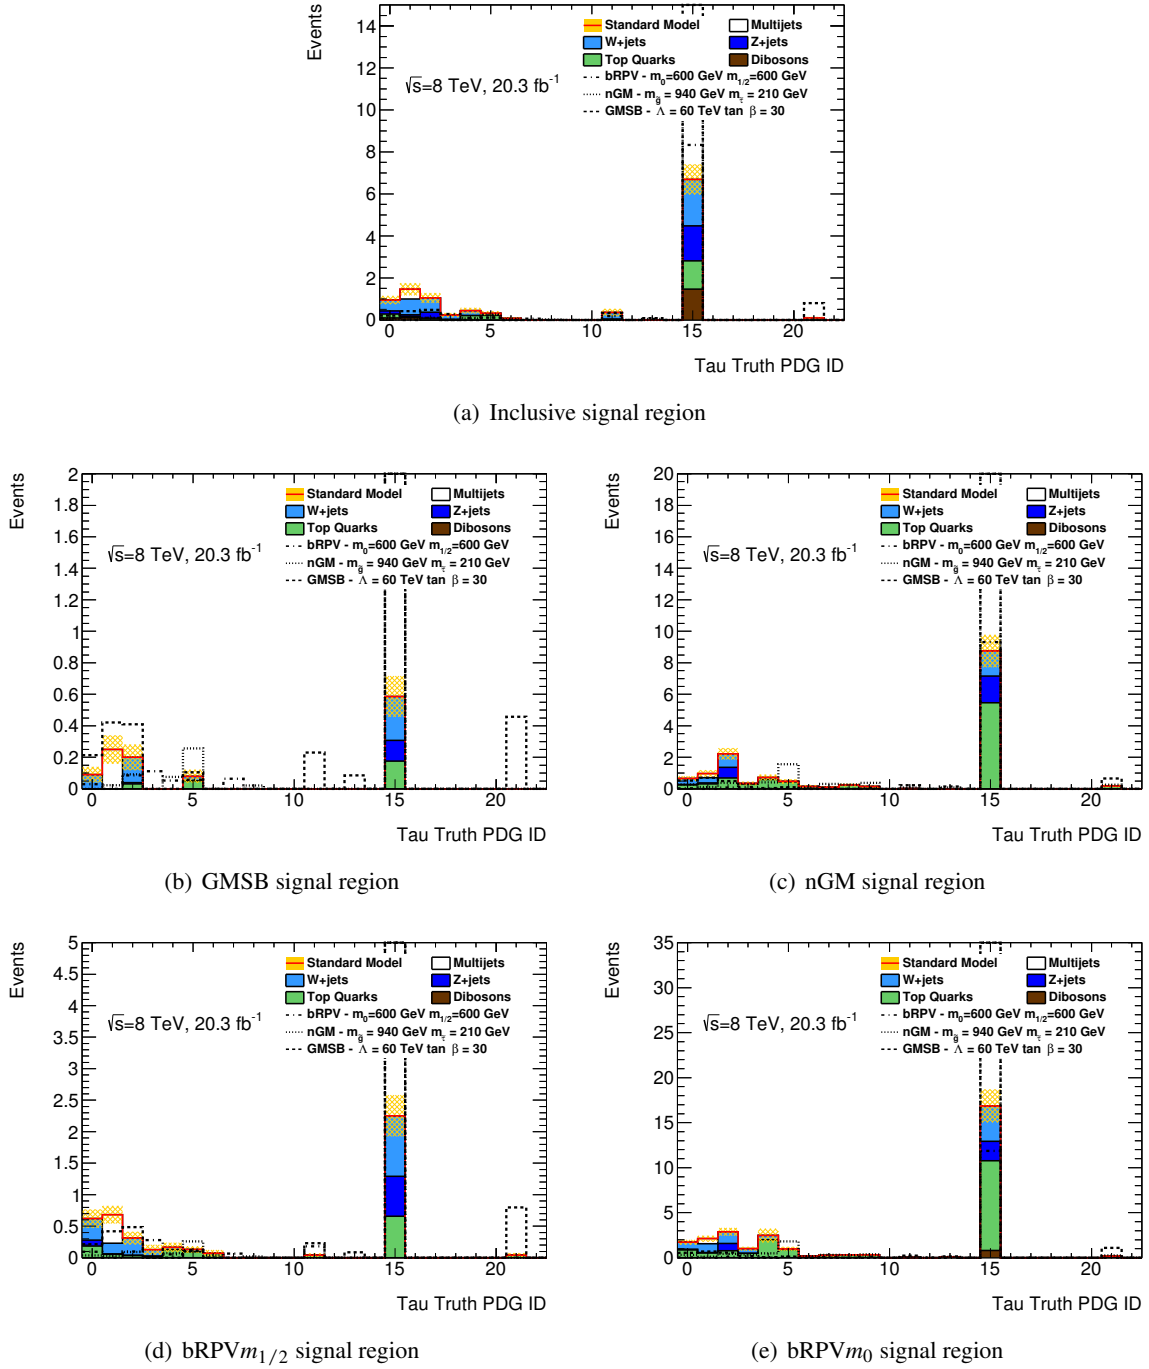 Events
14
12
10
8
6
4
2
0
Standard Model Multijets
W+jets Z+jets
Top Quarks Dibosons
bRPV - m0=600 GeV m1/2=600 GeV
nGM - mg̃ = 940 GeV mτ̃ = 210 GeV
GMSB - Λ = 60 TeV tan β = 30
√s=8 TeV, 20.3 fb-1
0 5 10 15 20
Tau Truth PDG ID
(a) Inclusive signal region
Events
2
1.8
1.6
1.4
1.2
1
0.8
0.6
0.4
0.2
0
Standard Model Multijets
W+jets Z+jets
Top Quarks Dibosons
bRPV - m0=600 GeV m1/2=600 GeV
nGM - mg̃ = 940 GeV mτ̃ = 210 GeV
GMSB - Λ = 60 TeV tan β = 30
√s=8 TeV, 20.3 fb-1
0 5 10 15 20
Tau Truth PDG ID
(b) GMSB signal region
Events
20
18
16
14
12
10
8
6
4
2
0
Standard Model Multijets
W+jets Z+jets
Top Quarks Dibosons
bRPV - m0=600 GeV m1/2=600 GeV
nGM - mg̃ = 940 GeV mτ̃ = 210 GeV
GMSB - Λ = 60 TeV tan β = 30
√s=8 TeV, 20.3 fb-1
0 5 10 15 20
Tau Truth PDG ID
(c) nGM signal region
Events
5
4.5
4
3.5
3
2.5
2
1.5
1
0.5
0
Standard Model Multijets
W+jets Z+jets
Top Quarks Dibosons
bRPV - m0=600 GeV m1/2=600 GeV
nGM - mg̃ = 940 GeV mτ̃ = 210 GeV
GMSB - Λ = 60 TeV tan β = 30
√s=8 TeV, 20.3 fb-1
0 5 10 15 20
Tau Truth PDG ID
(d) bRPVm1/2 signal region
Events
35
30
25
20
15
10
5
0
Standard Model Multijets
W+jets Z+jets
Top Quarks Dibosons
bRPV - m0=600 GeV m1/2=600 GeV
nGM - mg̃ = 940 GeV mτ̃ = 210 GeV
GMSB - Λ = 60 TeV tan β = 30
√s=8 TeV, 20.3 fb-1
0 5 10 15 20
Tau Truth PDG ID
(e) bRPVm0 signal region